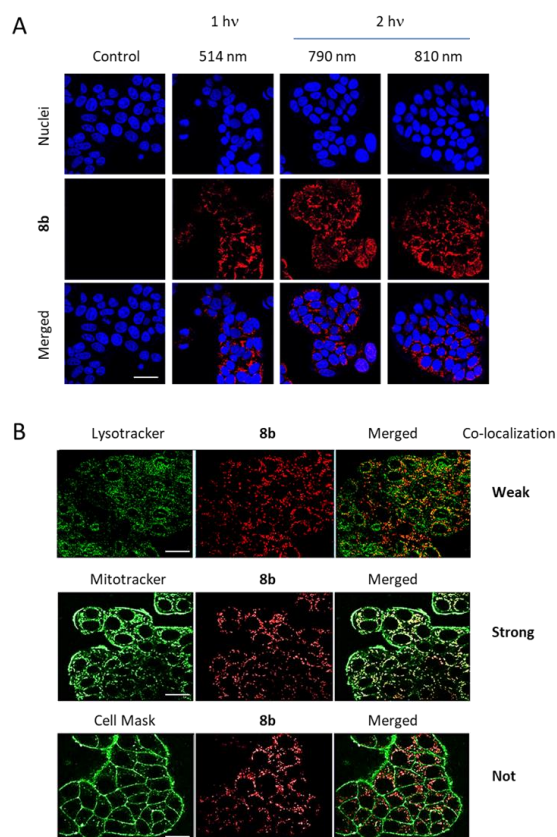 A
1 hν
2 hν
Control
514 nm
790 nm
810 nm
Nuclei
8b
Merged
B
Lysotracker
8b
Merged
Co-localization
Weak
Mitotracker
8b
Merged
Strong
Cell Mask
8b
Merged
Not